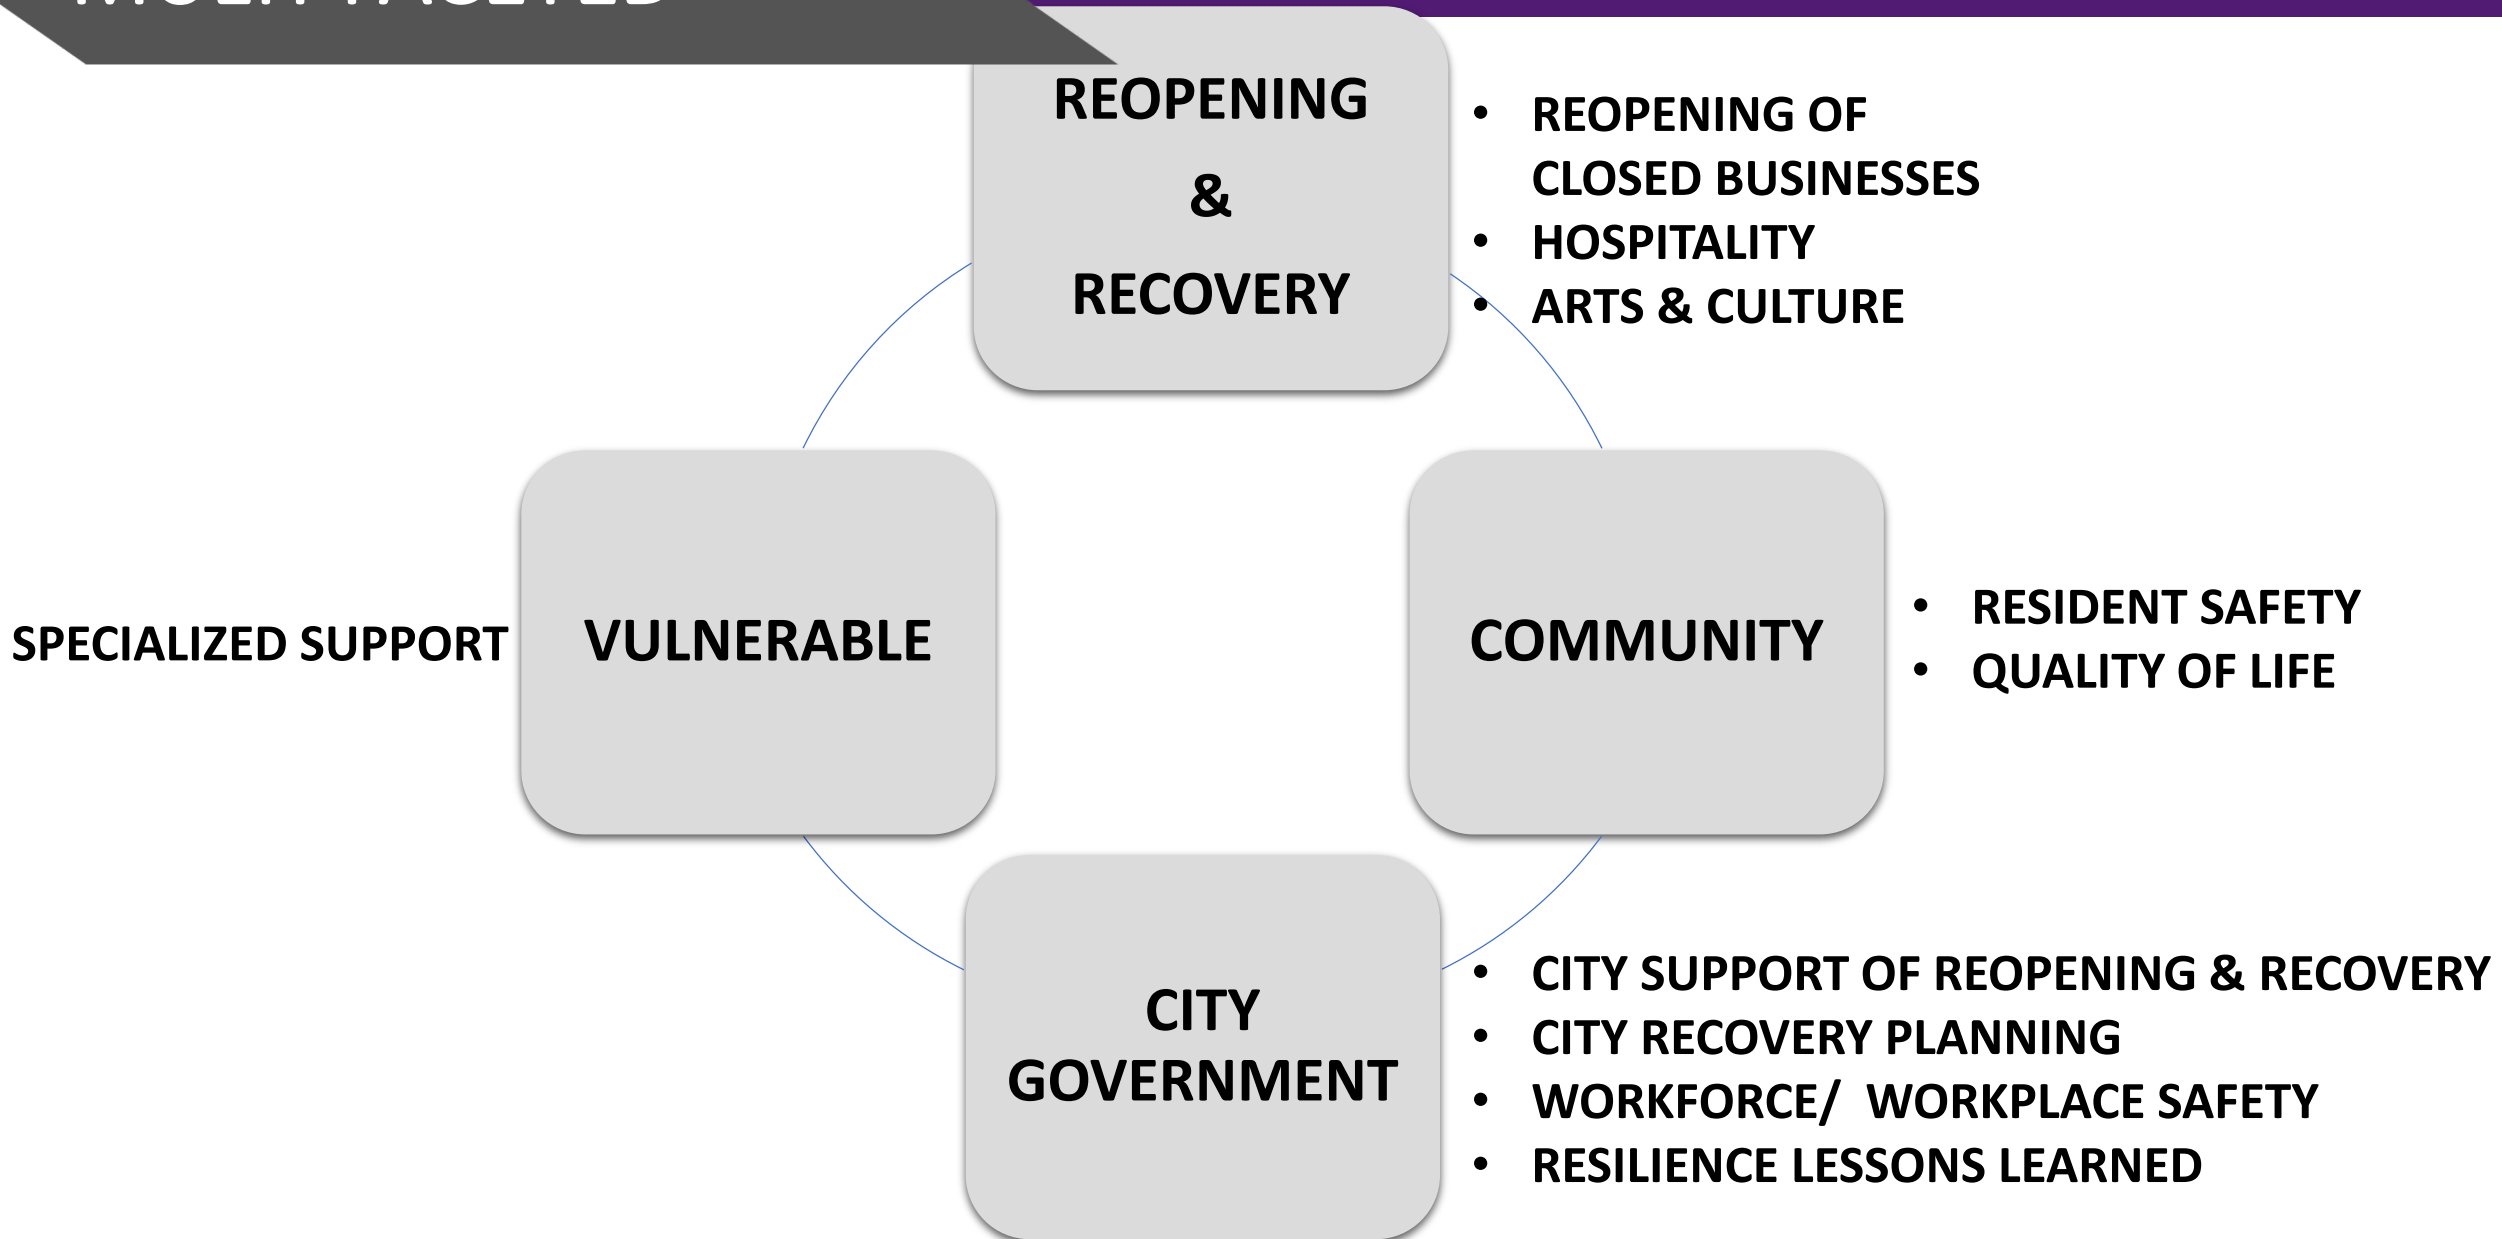 REOPENING
&
RECOVERY
• REOPENING OF
CLOSED BUSINESSES
• HOSPITALITY
• ARTS & CULTURE
SPECIALIZED SUPPORT
VULNERABLE
COMMUNITY
• RESIDENT SAFETY
• QUALITY OF LIFE
CITY
GOVERNMENT
• CITY SUPPORT OF REOPENING & RECOVERY
• CITY RECOVERY PLANNING
• WORKFORCE/ WORKPLACE SAFETY
• RESILIENCE LESSONS LEARNED